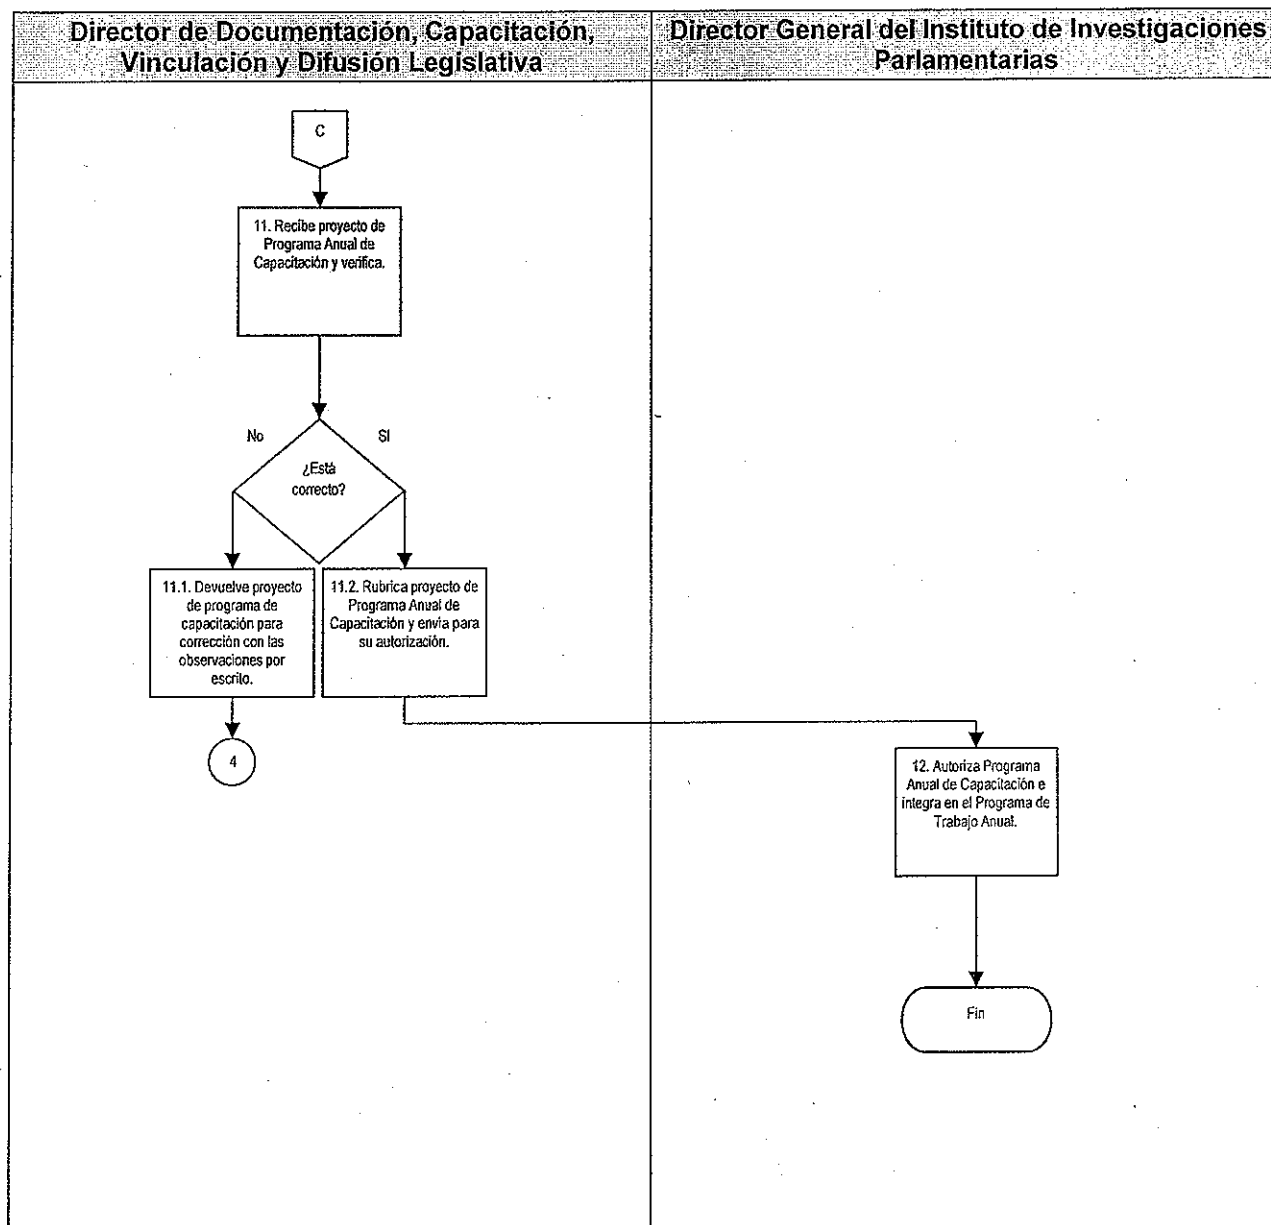 Director de Documentación, Capacitación,
Vinculación y Difusión Legislativa
Director General del Instituto de Investigaciones
Parlamentarias
C
11. Recibe proyecto de
Programa Anual de
Capacitación y verifica.
No
SI
¿Está
correcto?
11.1. Devuelve proyecto
de programa de
capacitación para
corrección con las
observaciones por
escrito.
11.2. Rubrica proyecto de
Programa Anual de
Capacitación y envia para
su autorización.
4
12. Autoriza Programa
Anual de Capacitación e
integra en el Programa de
Trabajo Anual.
Fin